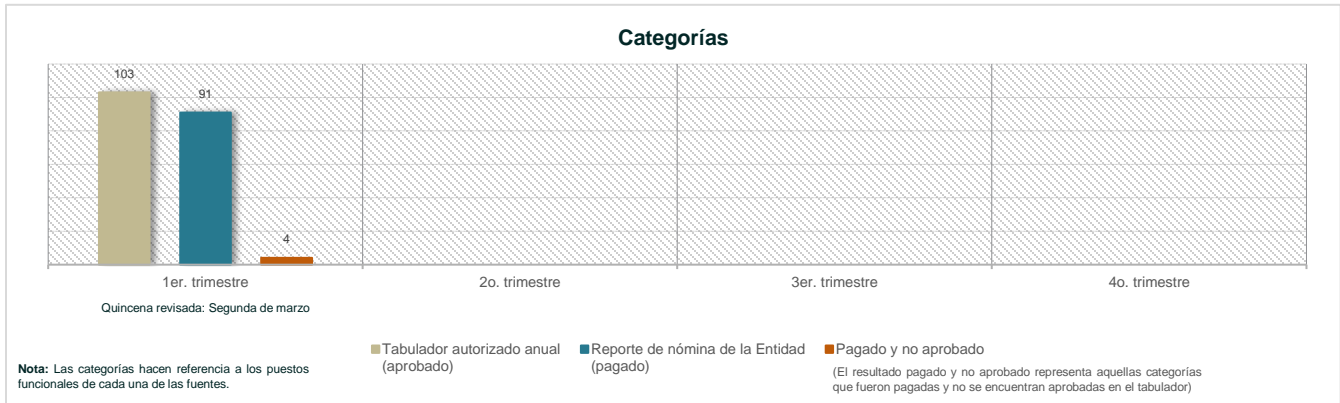 Categorías
103
91
4
1er. trimestre
2o. trimestre
3er. trimestre
4o. trimestre
Quincena revisada: Segunda de marzo
Tabulador autorizado anual
(aprobado)
Reporte de nómina de la Entidad
(pagado)
Pagado y no aprobado
(El resultado pagado y no aprobado representa aquellas categorías
que fueron pagadas y no se encuentran aprobadas en el tabulador)
Nota: Las categorías hacen referencia a los puestos
funcionales de cada una de las fuentes.